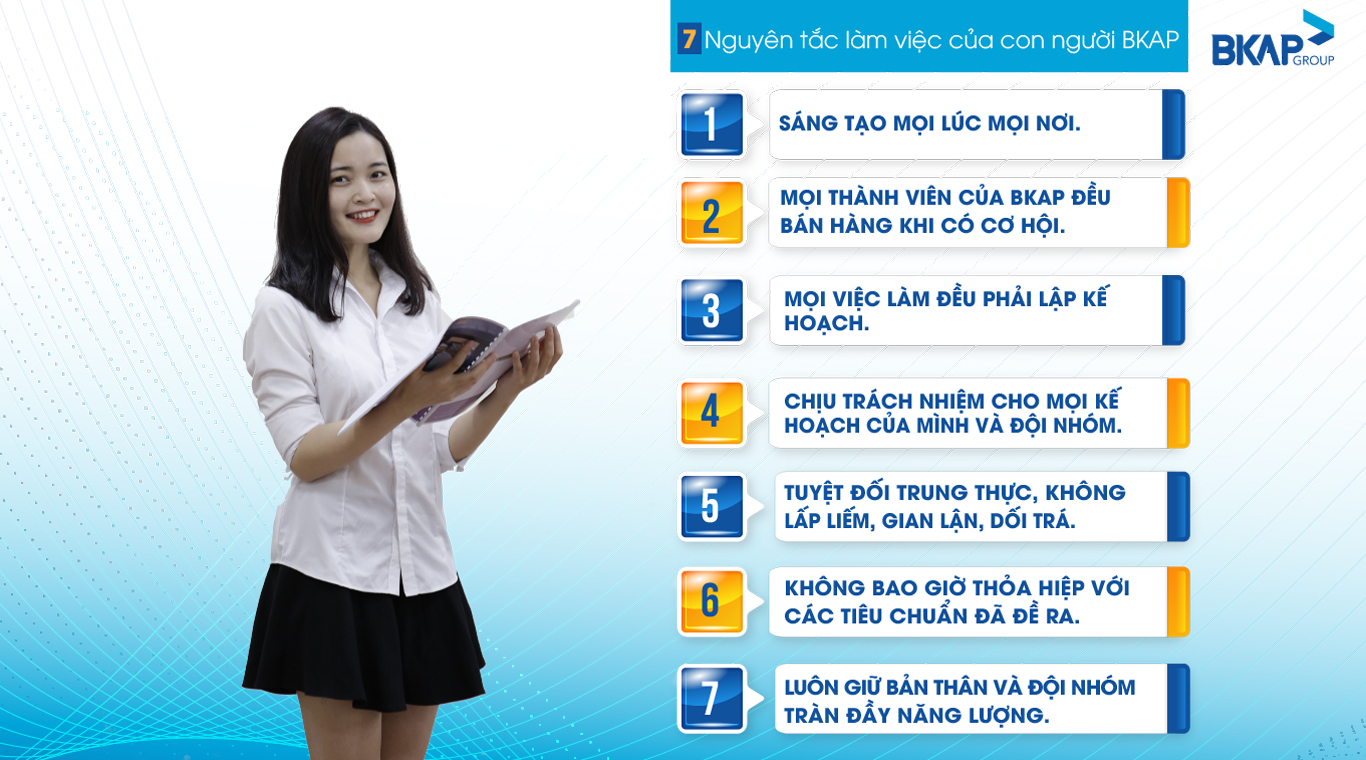 7 Nguyên tắc làm việc của con người BKAP
BKAP
GROUP
1
SÁNG TẠO MỌI LÚC MỌI NƠI.
2
MỌI THÀNH VIÊN CỦA BKAP ĐỀU
BÁN HÀNG KHI CÓ CƠ HỘI.
3
MỌI VIỆC LÀM ĐỀU PHẢI LẬP KẾ
HOẠCH.
4
CHỊU TRÁCH NHIỆM CHO MỌI KẾ
HOẠCH CỦA MÌNH VÀ ĐỘI NHÓM.
5
TUYỆT ĐỐI TRUNG THỰC, KHÔNG
LẤP LIẾM, GIAN LẬN, DỐI TRÁ.
6
KHÔNG BAO GIỜ THỎA HIỆP VỚI
CÁC TIÊU CHUẨN ĐÃ ĐỀ RA.
7
LUÔN GIỮ BẢN THÂN VÀ ĐỘI NHÓM
TRÀN ĐẦY NĂNG LƯỢNG.